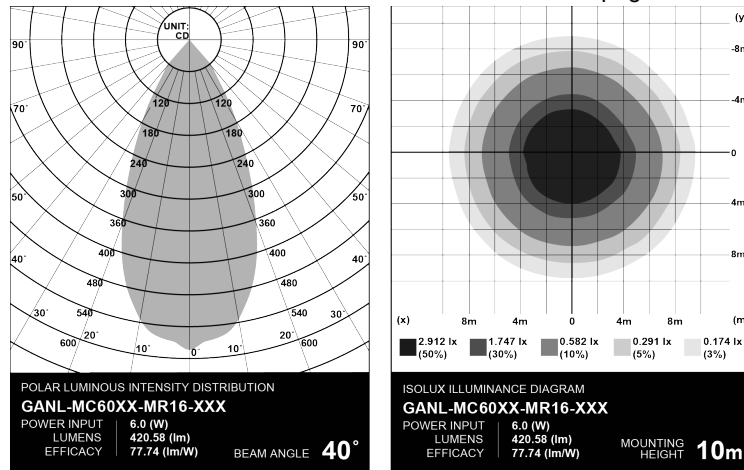 UNIT:
CD
90°
90°
70°
70°
50°
50°
40°
40°
30°
30°
20°
20°
10°
10°
0°
120
120
180
180
240
240
300
300
360
360
400
400
480
480
540
540
600
600
POLAR LUMINOUS INTENSITY DISTRIBUTION
GANL-MC60XX-MR16-XXX
POWER INPUT 6.0 (W)
LUMENS 420.58 (lm)
EFFICACY 77.74 (lm/W)
BEAM ANGLE 40°
(y
-8m
-4m
0
4m
8m
(x) 8m 4m 0 4m 8m (m
2.912 lx 1.747 lx 0.582 lx 0.291 lx 0.174 lx
(50%) (30%) (10%) (5%) (3%)
ISOLUX ILLUMINANCE DIAGRAM
GANL-MC60XX-MR16-XXX
POWER INPUT 6.0 (W)
LUMENS 420.58 (lm)
EFFICACY 77.74 (lm/W)
MOUNTING
HEIGHT 10m